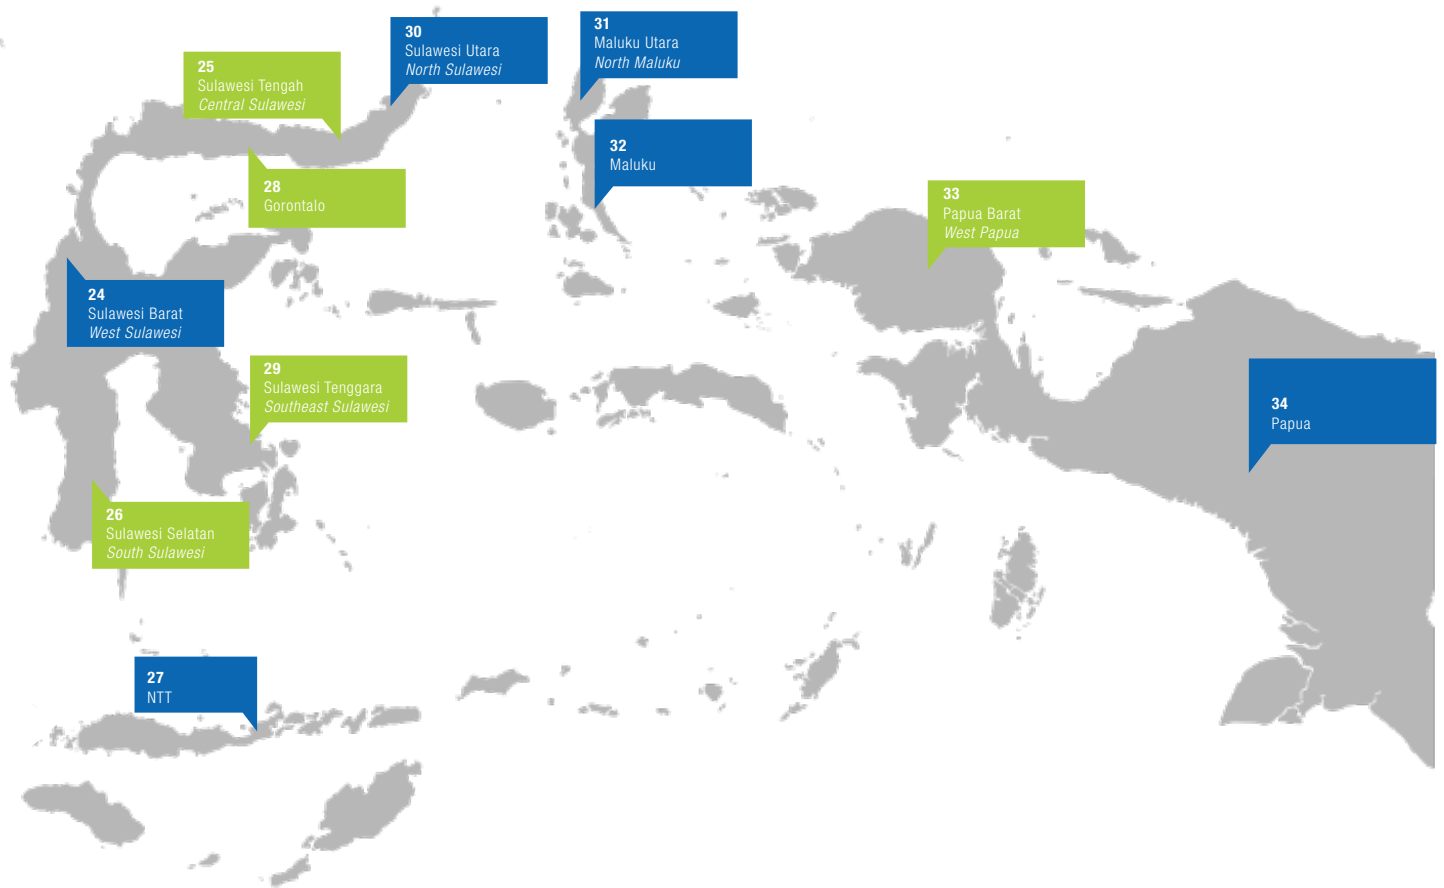 30
Sulawesi Utara
North Sulawesi
31
Maluku Utara
North Maluku
25
Sulawesi Tengah
Central Sulawesi
32
Maluku
28
Gorontalo
33
Papua Barat
West Papua
24
Sulawesi Barat
West Sulawesi
29
Sulawesi Tenggara
Southeast Sulawesi
34
Papua
26
Sulawesi Selatan
South Sulawesi
27
NTT